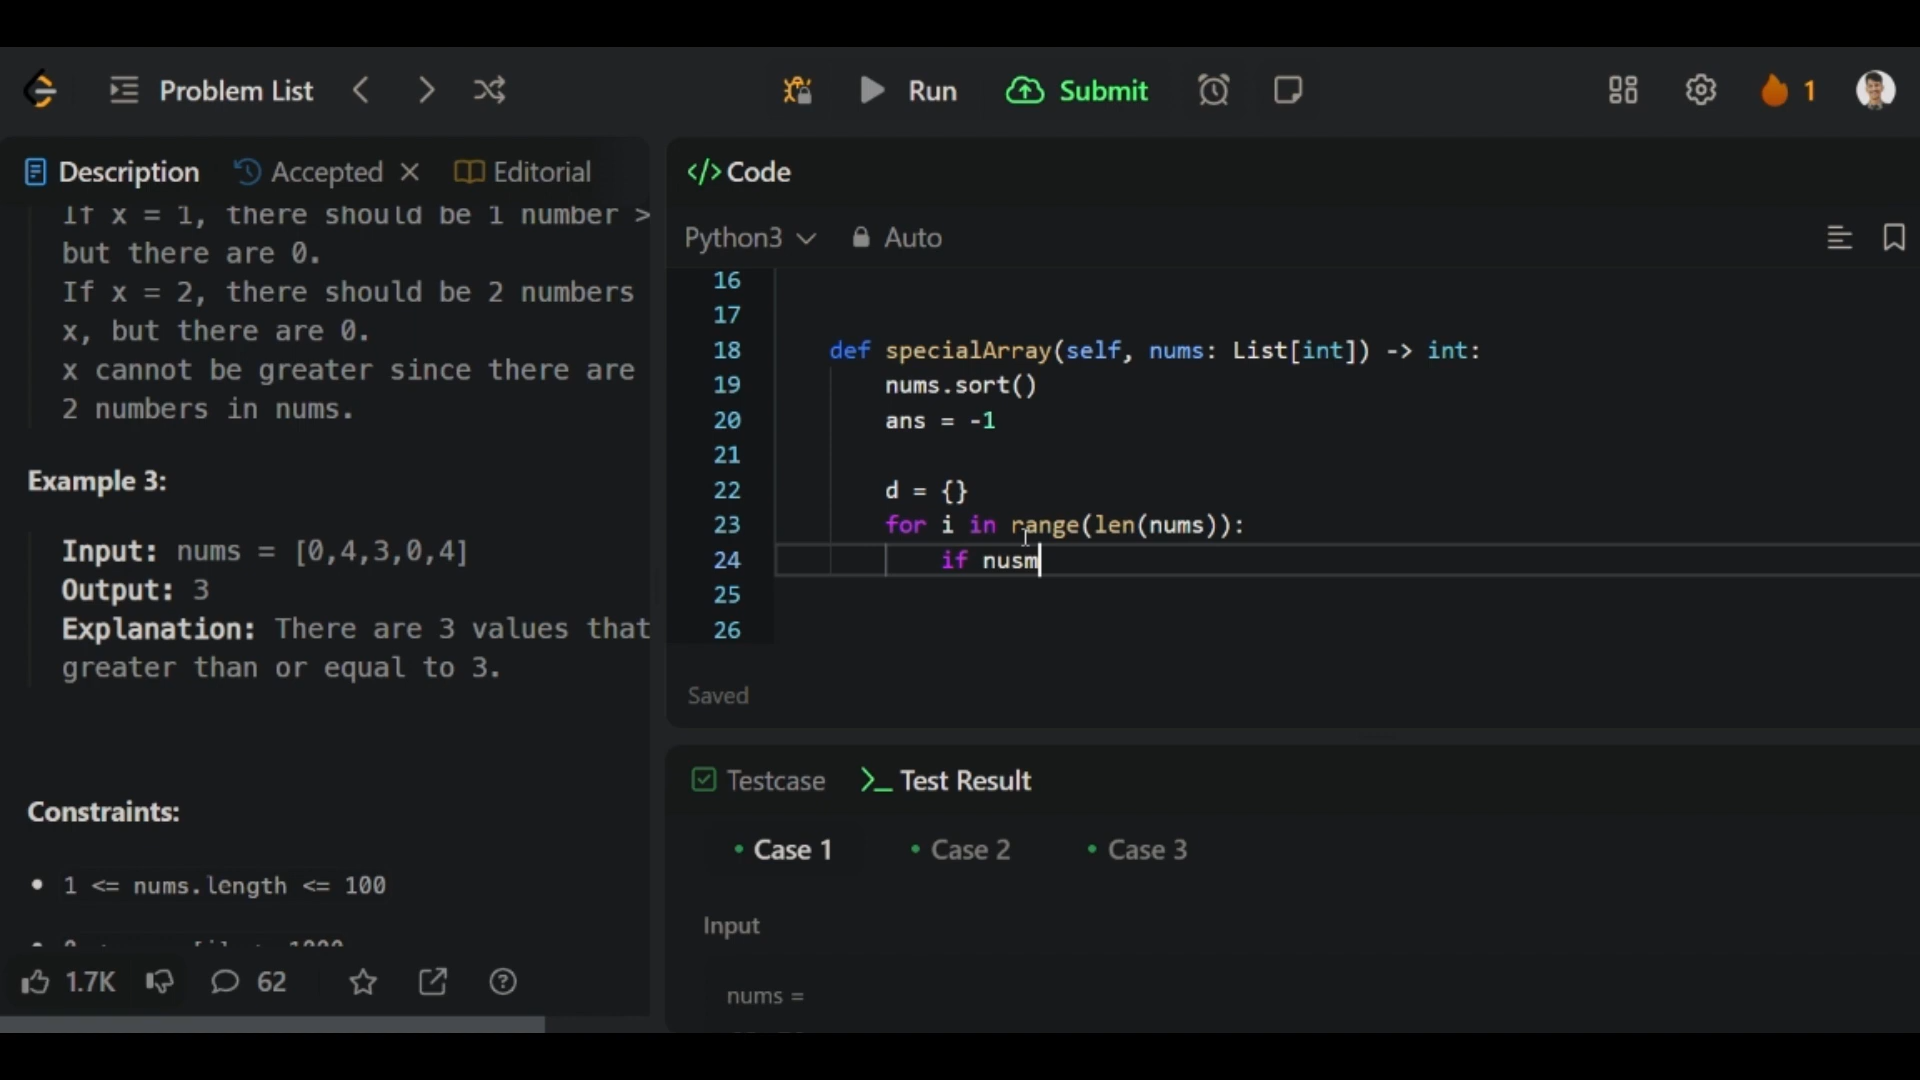 Problem List
Run
Submit
1
Description
Accepted
Editorial
If x = 1, there should be 1 number >
but there are 0.
If x = 2, there should be 2 numbers
x, but there are 0.
x cannot be greater since there are
2 numbers in nums.
Example 3:
Input: nums = [0,4,3,0,4]
Output: 3
Explanation: There are 3 values that
greater than or equal to 3.
Constraints:
• 1 <= nums.length <= 100
1.7K
62
</> Code
Python3
Auto
16
17
18 def specialArray(self, nums: List[int]) -> int:
19 nums.sort()
20 ans = -1
21
22 d = {}
23 for i in range(len(nums)):
24 if nusm
25
26
Saved
Testcase
>_ Test Result
• Case 1
• Case 2
• Case 3
Input
nums =